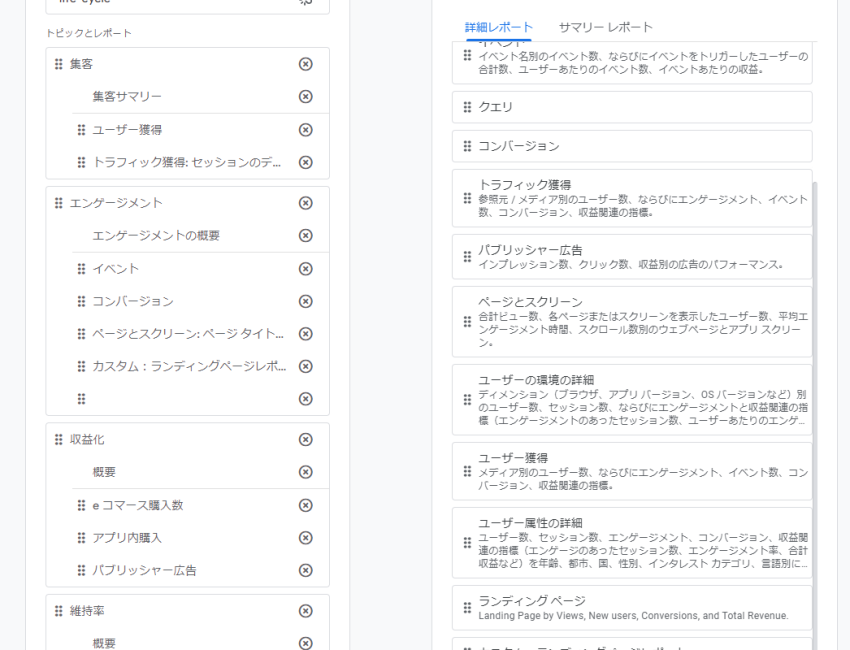 life-cycle
トピックとレポート
集客
集客サマリー
ユーザー獲得
トラフィック獲得: セッションのデ...
エンゲージメント
エンゲージメントの概要
イベント
コンバージョン
ページとスクリーン: ページ タイト...
カスタム：ランディングページレポ...
収益化
概要
e コマース購入数
アプリ内購入
パブリッシャー広告
維持率
概要
詳細レポート
サマリー レポート
イベント
イベント名別のイベント数、ならびにイベントをトリガーしたユーザーの
合計数、ユーザーあたりのイベント数、イベントあたりの収益。
クエリ
コンバージョン
トラフィック獲得
参照元 / メディア別のユーザー数、ならびにエンゲージメント、イベント
数、コンバージョン、収益関連の指標。
パブリッシャー広告
インプレッション数、クリック数、収益別の広告のパフォーマンス。
ページとスクリーン
合計ビュー数、各ページまたはスクリーンを表示したユーザー数、平均エ
ンゲージメント時間、スクロール数別のウェブページとアプリ スクリー
ン。
ユーザーの環境の詳細
ディメンション（ブラウザ、アプリ バージョン、OS バージョンなど）別
のユーザー数、セッション数、ならびにエンゲージメントと収益関連の指
標（エンゲージメントのあったセッション数、ユーザーあたりのエンゲ...
ユーザー獲得
メディア別のユーザー数、ならびにエンゲージメント、イベント数、コン
バージョン、収益関連の指標。
ユーザー属性の詳細
ユーザー数、セッション数、エンゲージメント、コンバージョン、収益関
連の指標（エンゲージのあったセッション数、エンゲージメント率、合計
収益など）を年齢、都市、国、性別、インタレスト カテゴリ、言語別に...
ランディング ページ
Landing Page by Views, New users, Conversions, and Total Revenue.